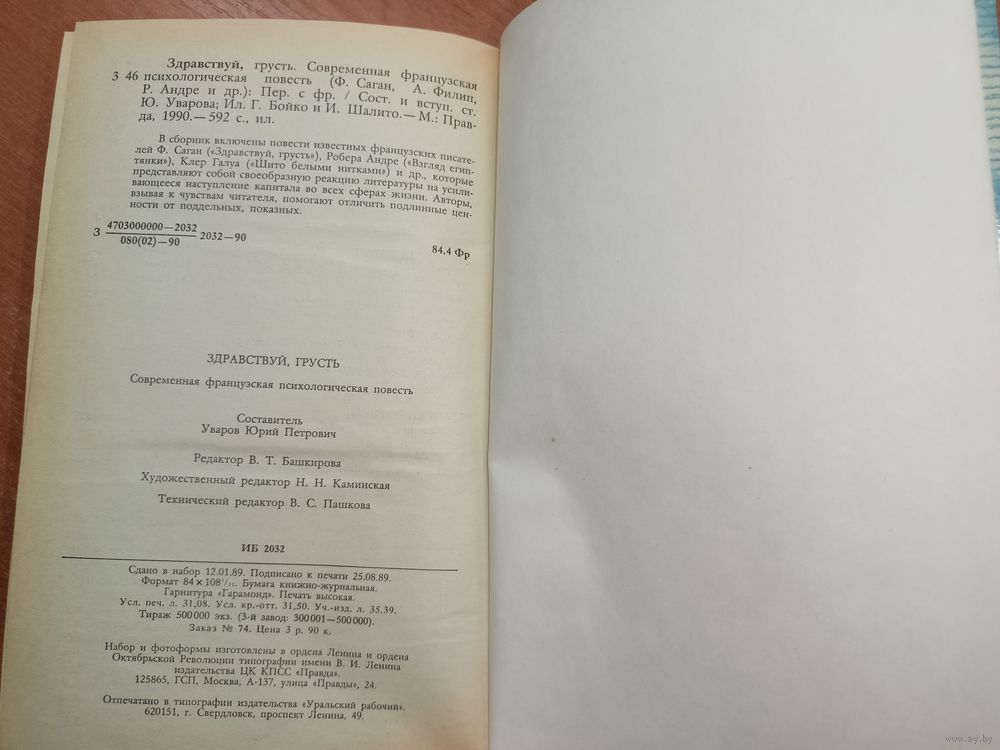 Здравствуй, грусть. Современная французская
З 46 психологическая повесть (Ф. Саган, А. Филип,
Р. Андре и др.): Пер. с фр. / Сост. и вступ. ст.
Ю. Уварова; Ил. Г. Бойко и И. Шалито.— М.: Прав-
да, 1990.— 592 с., ил.
В сборник включены повести известных французских писате-
лей Ф. Саган («Здравствуй, грусть»), Робера Андре («Взгляд егип-
тянки»), Клер Галуа («Шито белыми нитками») и др., которые
представляют собой своеобразную реакцию литературы на усили-
вающееся наступление капитала во всех сферах жизни. Авторы,
взывая к чувствам читателя, помогают отличить подлинные цен-
ности от поддельных, показных.
З 4703000000—2032
080(02)—90 2032—90
84.4 Фр
ЗДРАВСТВУЙ, ГРУСТЬ
Современная французская психологическая повесть
Составитель
Уваров Юрий Петрович
Редактор В. Т. Башкирова
Художественный редактор Н. Н. Каминская
Технический редактор В. С. Пашкова
ИБ 2032
Сдано в набор 12.01.89. Подписано к печати 25.08.89.
Формат 84×108¹/₃₂. Бумага книжно-журнальная.
Гарнитура «Гарамонд». Печать высокая.
Усл. печ. л. 31,08. Усл. кр.-отт. 31,50. Уч.-изд. л. 35.39.
Тираж 500 000 экз. (3-й завод: 300 001—500 000).
Заказ № 74. Цена 3 р. 90 к.
Набор и фотоформы изготовлены в ордена Ленина и ордена
Октябрьской Революции типографии имени В. И. Ленина
издательства ЦК КПСС «Правда».
125865, ГСП, Москва, А-137, улица «Правды», 24.
Отпечатано в типографии издательства «Уральский рабочий».
620151, г. Свердловск, проспект Ленина, 49.
www.ay.by